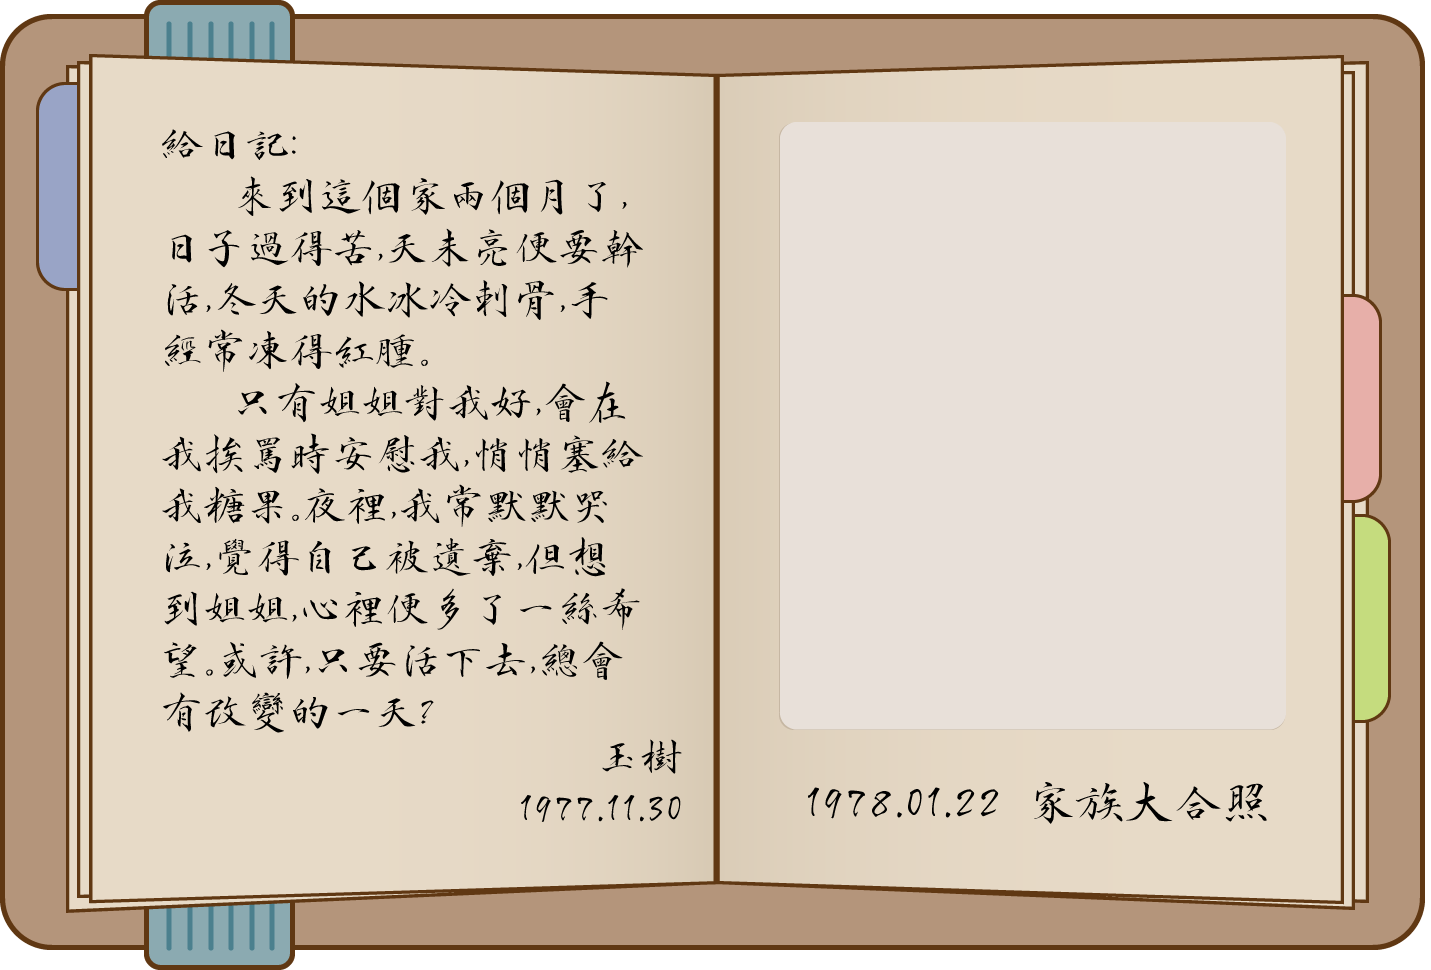 給日記:
來到這個家兩個月了,
日子過得苦,天未亮便要幹
活,冬天的水冰冷刺骨,手
經常凍得紅腫。
只有姐姐對我好,會在
我挨罵時安慰我,悄悄塞給
我糖果。夜裡,我常默默哭
泣,覺得自己被遺棄,但想
到姐姐,心裡便多了一絲希
望。或許,只要活下去,總會
有改變的一天?
玉樹
1977.11.30
1978.01.22 家族大合照